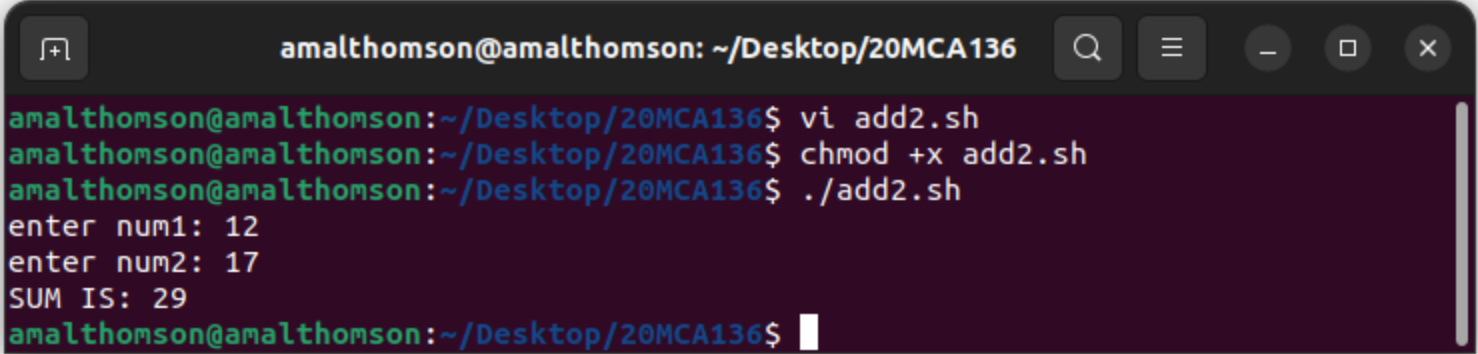 amalthomson@amalthomson: ~/Desktop/20MCA136
amalthomson@amalthomson:~/Desktop/20MCA136$ vi add2.sh
amalthomson@amalthomson:~/Desktop/20MCA136$ chmod +x add2.sh
amalthomson@amalthomson:~/Desktop/20MCA136$ ./add2.sh
enter num1: 12
enter num2: 17
SUM IS: 29
amalthomson@amalthomson:~/Desktop/20MCA136$